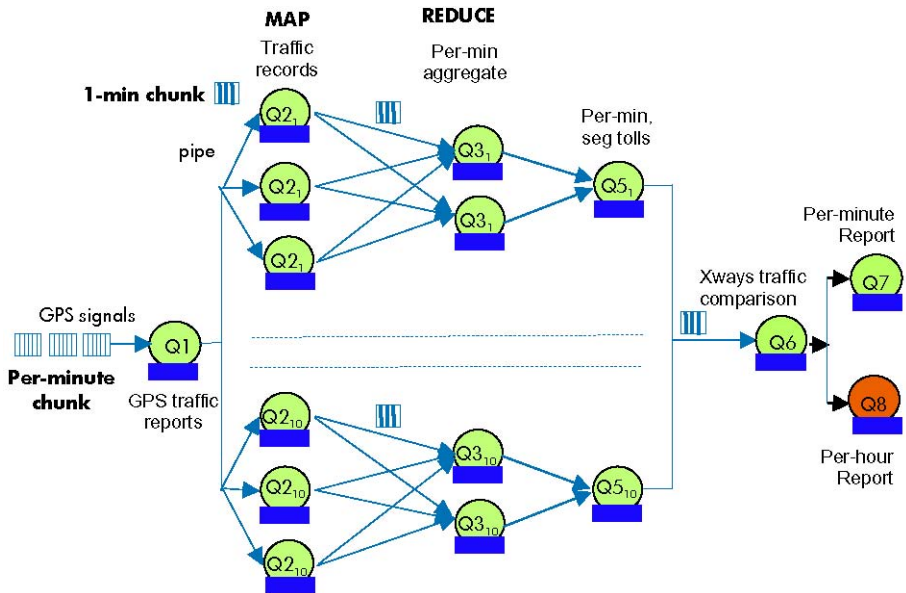 MAP
REDUCE
Traffic
records
Per-min
aggregate
1-min chunk
Q2₁
pipe
Per-min,
seg tolls
Q3₁
Q2₁
Q5₁
Q3₁
Q2₁
Per-minute
Report
Xways traffic
comparison
Q7
GPS signals
Q1
Q6
Per-minute
chunk
GPS traffic
reports
Q8
Q2₁₀
Per-hour
Report
Q3₁₀
Q2₁₀
Q5₁₀
Q3₁₀
Q2₁₀